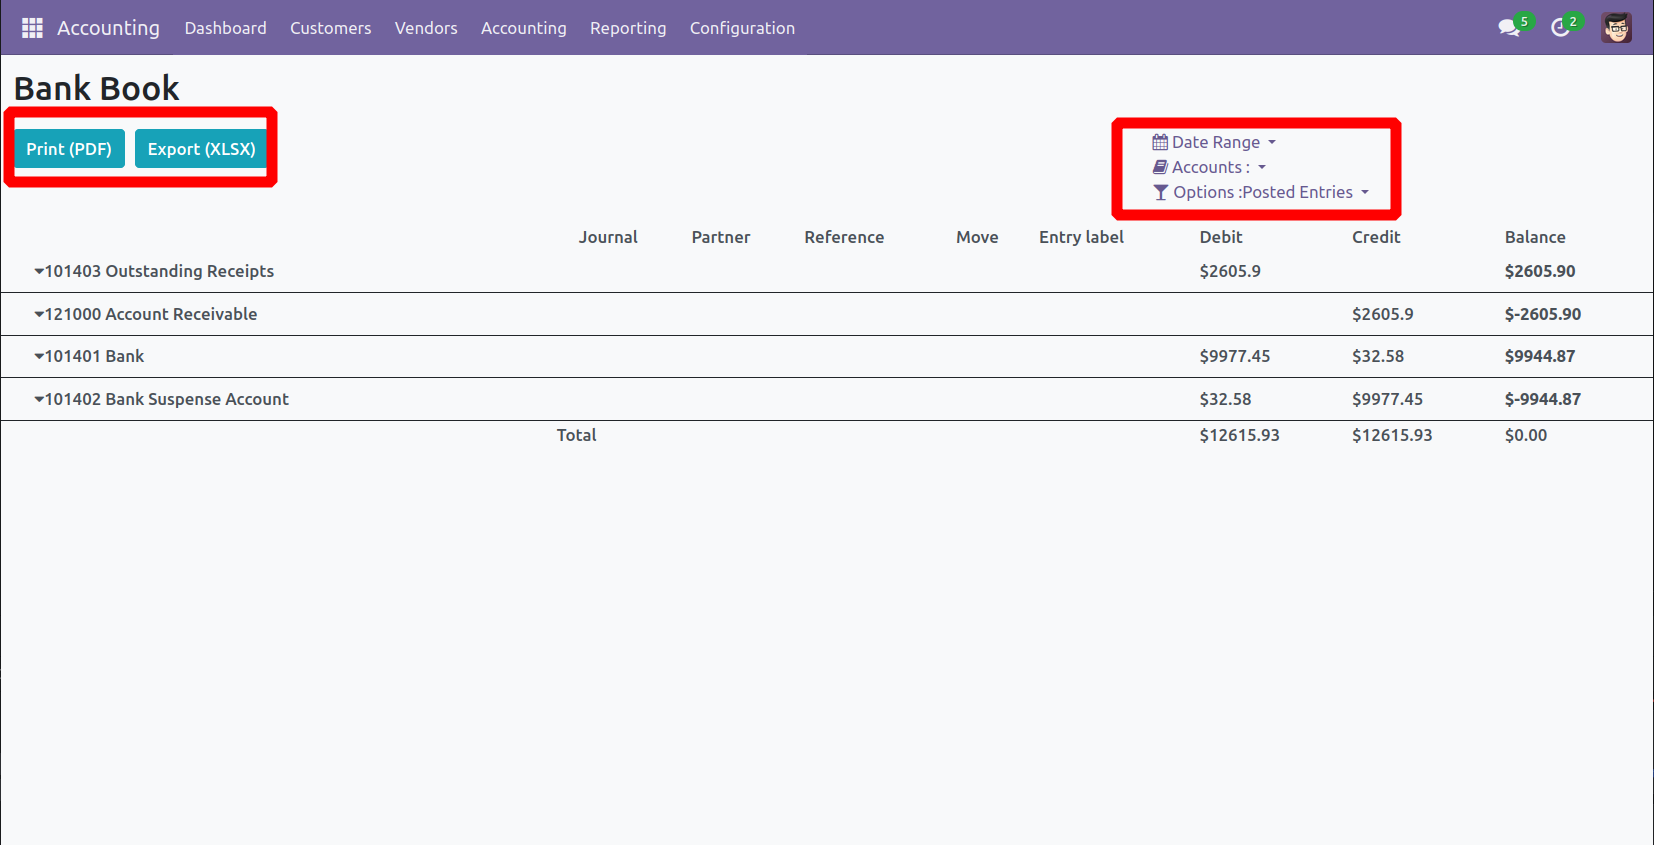 Accounting Dashboard Customers Vendors Accounting Reporting Configuration 5 2
Bank Book
Print (PDF) Export (XLSX)
Date Range
Accounts :
Options :Posted Entries
Journal Partner Reference Move Entry label Debit Credit Balance
101403 Outstanding Receipts $2605.9 $2605.90
121000 Account Receivable $2605.9 $-2605.90
101401 Bank $9977.45 $32.58 $9944.87
101402 Bank Suspense Account $32.58 $9977.45 $-9944.87
Total $12615.93 $12615.93 $0.00